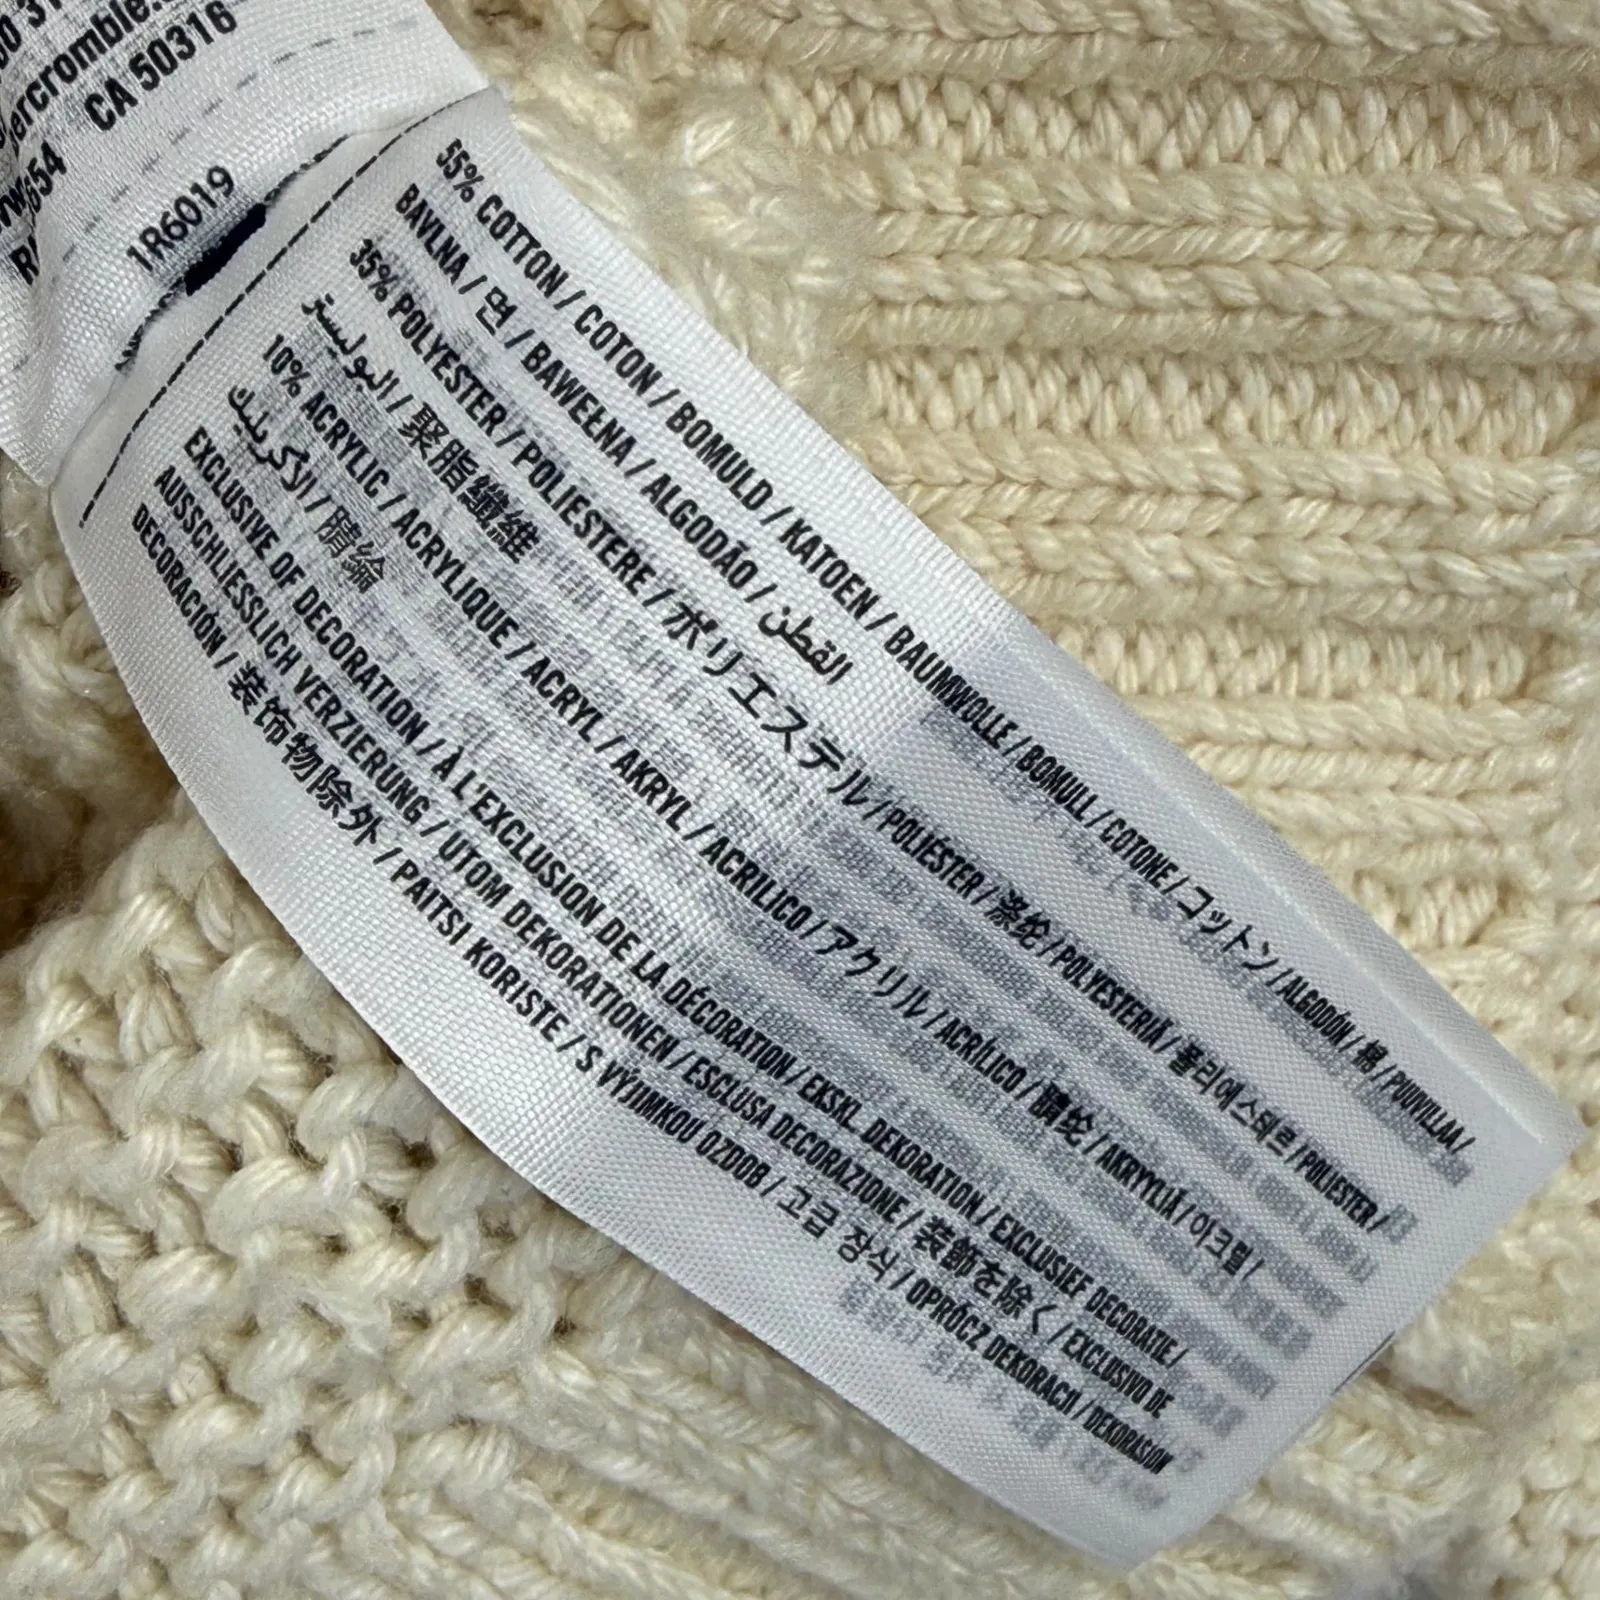 CA 50316
1R6019
55% COTTON / COTON / BOMULD / KATOEN / BAUMWOLLE / BOMULL / COTONE / コットン / ALGODÓN / 棉 / PUUVILLAA /
BAVLNA / 면 / BAWEŁNA / ALGODÃO / القطن
35% POLYESTER / POLIESTERE / ポリエステル / POLIÉSTER / 涤纶 / POLYESTERIÄ / 폴리에스테르 / POLIESTER /
البوليستر / 聚脂纖維
10% ACRYLIC / ACRYLIQUE / ACRYL / AKRYL / ACRILICO / アクリル / ACRÍLICO / 腈纶 / AKRYYLIÄ / 아크릴 /
الأكريليك / 腈綸
EXCLUSIVE OF DECORATION / À L'EXCLUSION DE LA DÉCORATION / EKSKL. DEKORATION / EXCLUSIEF DECORATIE /
AUSSCHLIESSLICH VERZIERUNG / UTOM DEKORATIONEN / ESCLUSA DECORAZIONE / 装飾を除く / EXCLUSIVO DE
DECORACIÓN / 装饰物除外 / PAITSI KORISTE / S VÝJIMKOU OZDOB / 고급 장식 / OPRÓCZ DEKORACJI / DEKORASION